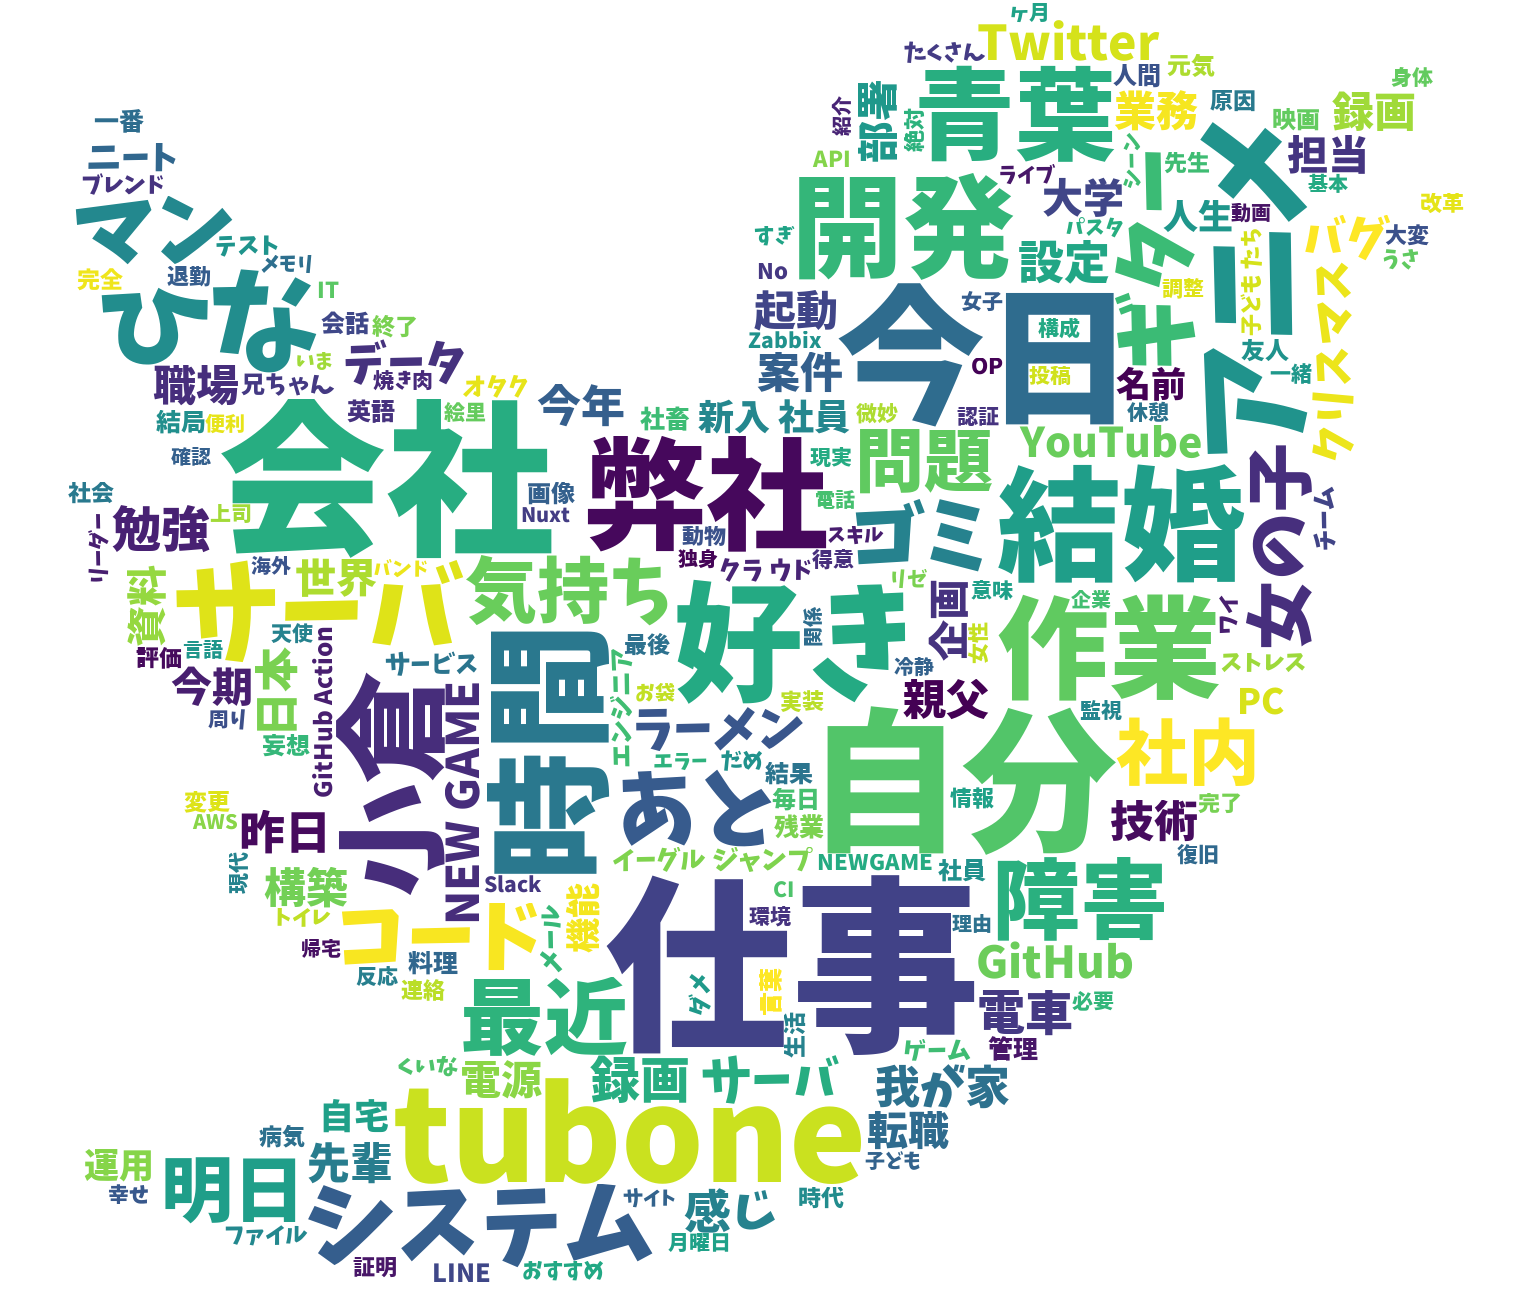 ヶ月
Twitter
たくさん
人間
元気
身体
青葉
部署
紹介
絶対
業務
原因
映画
録画
一番
ニート
ブレンド
API
ライブ
シーン
先生
アニメ
担当
基本
開発
大学
人生
動画
改革
マン
テスト
メモリ
すぎ
パスタ
ギター
子どもたち
バグ
大変
うさ
完全
退勤
ひな
IT
No
設定
調整
クリスマス
会話
終了
起動
女子
今日
構成
Zabbix
友人
一緒
いま
データ
焼き肉
職場
兄ちゃん
オタク
案件
OP
投稿
名前
休憩
結局
便利
英語
絵里
今年
社畜
新入社員
微妙
認証
確認
会社
弊社
現実
問題
YouTube
女の子
社会
上司
勉強
リーダー
画像
Nuxt
動物
電話
スキル
ゴミ
結婚
チーム
海外
世界
バンド
独身
クラウド
得意
資料
サーバ
気持ち
好き
リゼ
意味
企業
企画
女性
ワイ
天使
言語
評価
GitHub Action
サービス
最後
関係
冷静
作業
ストレス
今期
日本
周り
妄想
小倉
NEW GAME
時間
エンジニア
お袋
実装
親父
監視
PC
ラーメン
エラー
だめ
結果
自分
社内
変更
AWS
昨日
あと
毎日
残業
情報
技術
完了
現代
構築
イーグルジャンプ
NEWGAME
社員
復旧
Slack
CI
トイレ
コード
機能
メール
仕事
環境
理由
障害
帰宅
反応
料理
連絡
GitHub
最近
ダメ
言葉
生活
電車
必要
ゲーム
管理
くいな
電源
録画サーバ
我が家
自宅
tubone
転職
病気
子ども
運用
幸せ
明日
先輩
システム
サイト
感じ
時代
ファイル
月曜日
証明
LINE
おすすめ